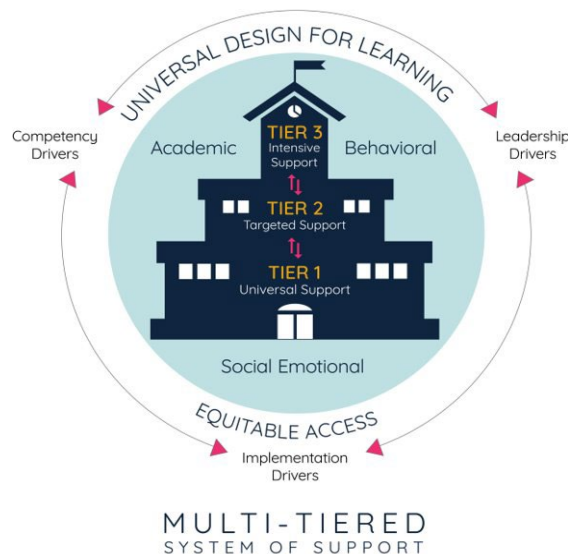 UNIVERSAL DESIGN FOR LEARNING
Competency
Drivers
Leadership
Drivers
Academic
Behavioral
TIER 3
Intensive
Support
TIER 2
Targeted Support
TIER 1
Universal Support
Social Emotional
EQUITABLE ACCESS
Implementation
Drivers
MULTI-TIERED
SYSTEM OF SUPPORT